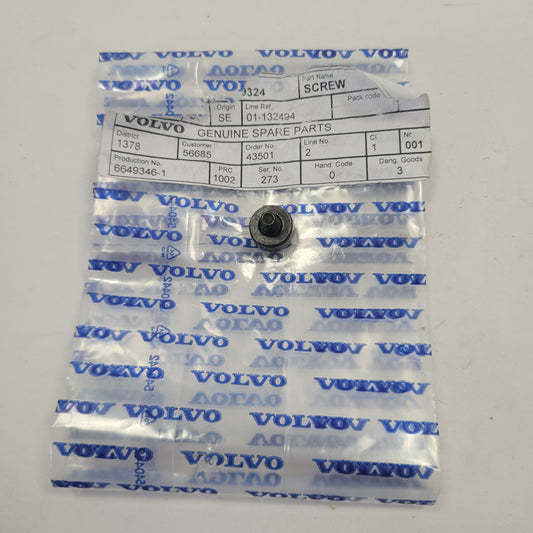 VOLVO VOLVO
J324 Part Name
SCREW
Origin Line Ref. Pack.code
SE 01-132494
VOLVO GENUINE SPARE PARTS
District Customer Order No. Line No. Cl Nr
1378 56685 43501 2 1 001
Production No. PRC Ser. No. Hand. Code Dang. Goods
6649346-1 1002 273 0 3
VOLVO VOLVO
VOLVO VOLVO
VOLVO VOLVO VOLVO
VOLVO VOLVO
VOLVO VOLVO VOLVO
VOLVO VOLVO
VOLVO VOLVO VOLVO
VOLVO VOLVO